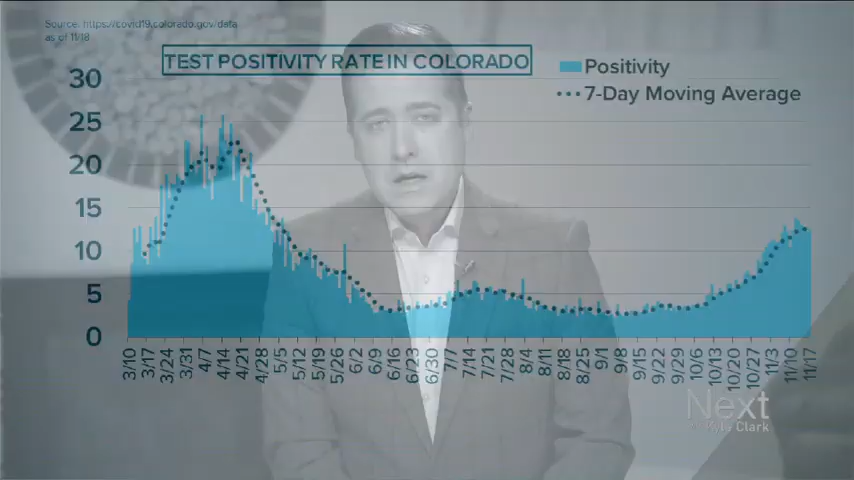 Source: https://covid19.colorado.gov/data
as of 11/18
TEST POSITIVITY RATE IN COLORADO
Positivity
7-Day Moving Average
30
25
20
15
10
5
0
3/10 3/17 3/24 3/31 4/7 4/14 4/21 4/28 5/5 5/12 5/19 5/26 6/2 6/9 6/16 6/23 6/30 7/7 7/14 7/21 7/28 8/4 8/11 8/18 8/25 9/1 9/8 9/15 9/22 9/29 10/6 10/13 10/20 10/27 11/3 11/10 11/17
Next
Kyle Clark